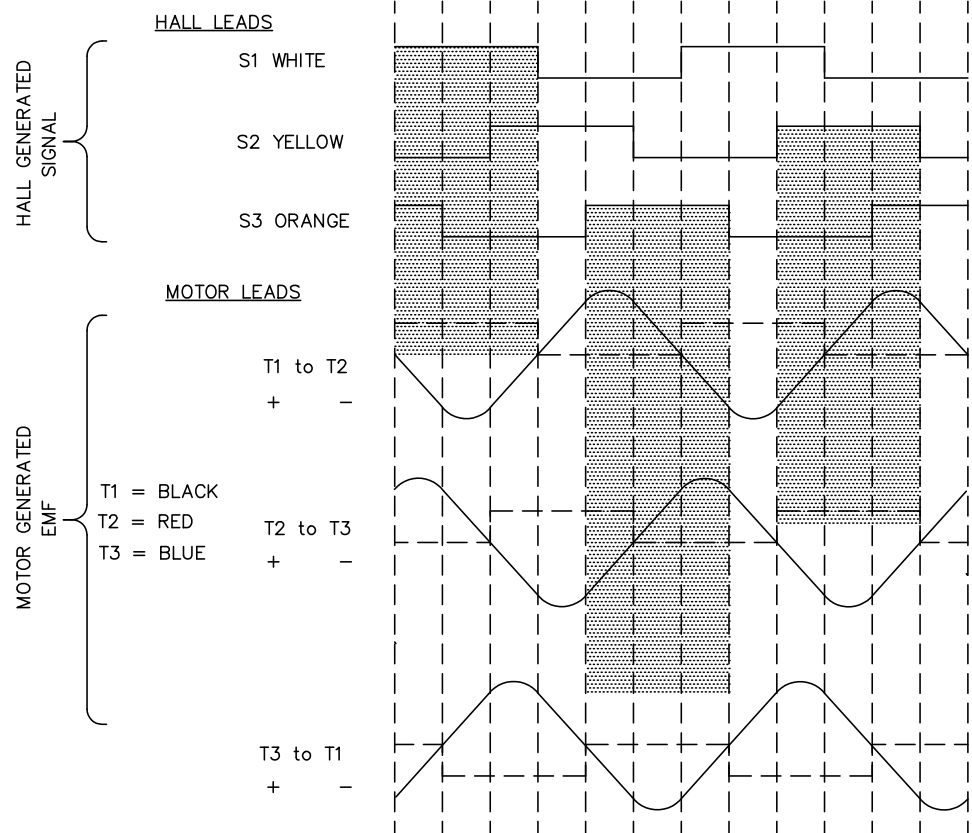 HALL LEADS
HALL GENERATED
SIGNAL
S1 WHITE
S2 YELLOW
S3 ORANGE
MOTOR LEADS
MOTOR GENERATED
EMF
T1 to T2
+ −
T1 = BLACK
T2 = RED
T3 = BLUE
T2 to T3
+ −
T3 to T1
+ −